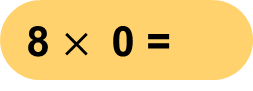 8 × 0 =